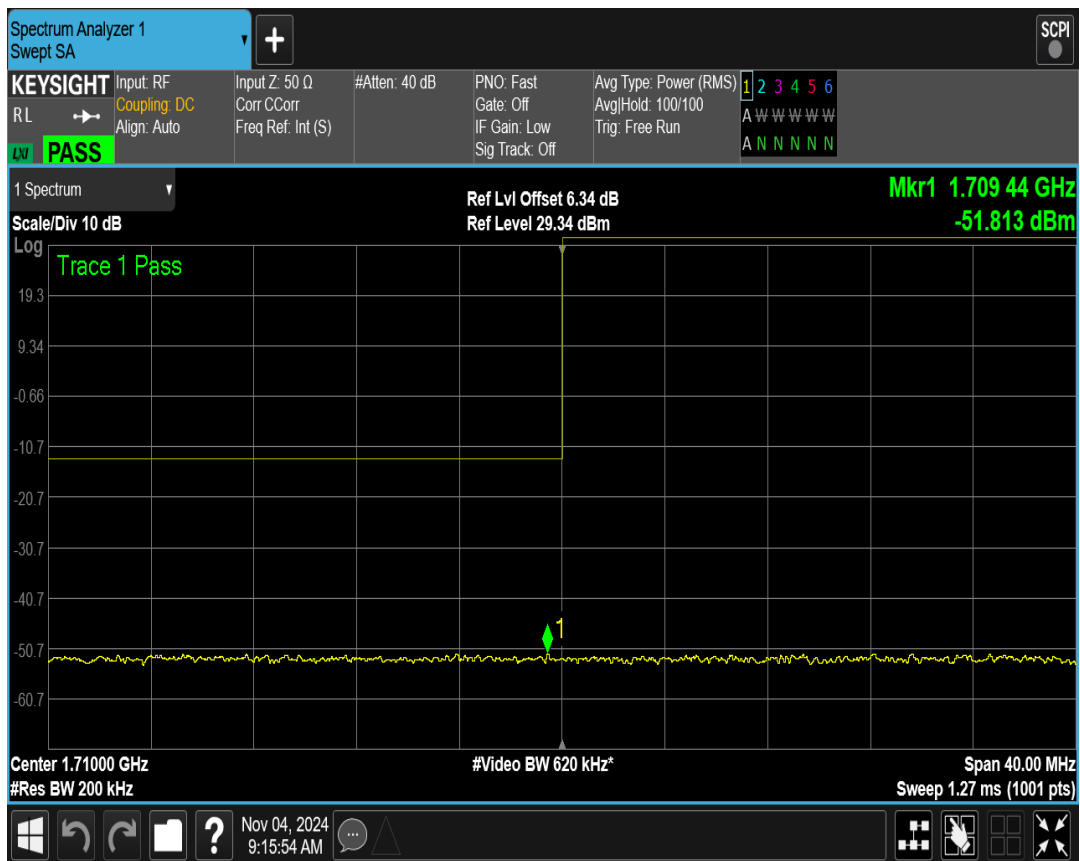 Spectrum Analyzer 1
Swept SA
SCPI
KEYSIGHT
RL
LXI PASS
Input: RF
Coupling: DC
Align: Auto
Input Z: 50 Ω
Corr CCorr
Freq Ref: Int (S)
#Atten: 40 dB
PNO: Fast
Gate: Off
IF Gain: Low
Sig Track: Off
Avg Type: Power (RMS)
Avg|Hold: 100/100
Trig: Free Run
1 2 3 4 5 6
A W W W W W
A N N N N N
1 Spectrum
Scale/Div 10 dB
Ref Lvl Offset 6.34 dB
Ref Level 29.34 dBm
Mkr1 1.709 44 GHz
-51.813 dBm
Log
Trace 1 Pass
19.3
9.34
-0.66
-10.7
-20.7
-30.7
-40.7
1
-50.7
-60.7
Center 1.71000 GHz
#Res BW 200 kHz
#Video BW 620 kHz*
Span 40.00 MHz
Sweep 1.27 ms (1001 pts)
?
Nov 04, 2024
9:15:54 AM